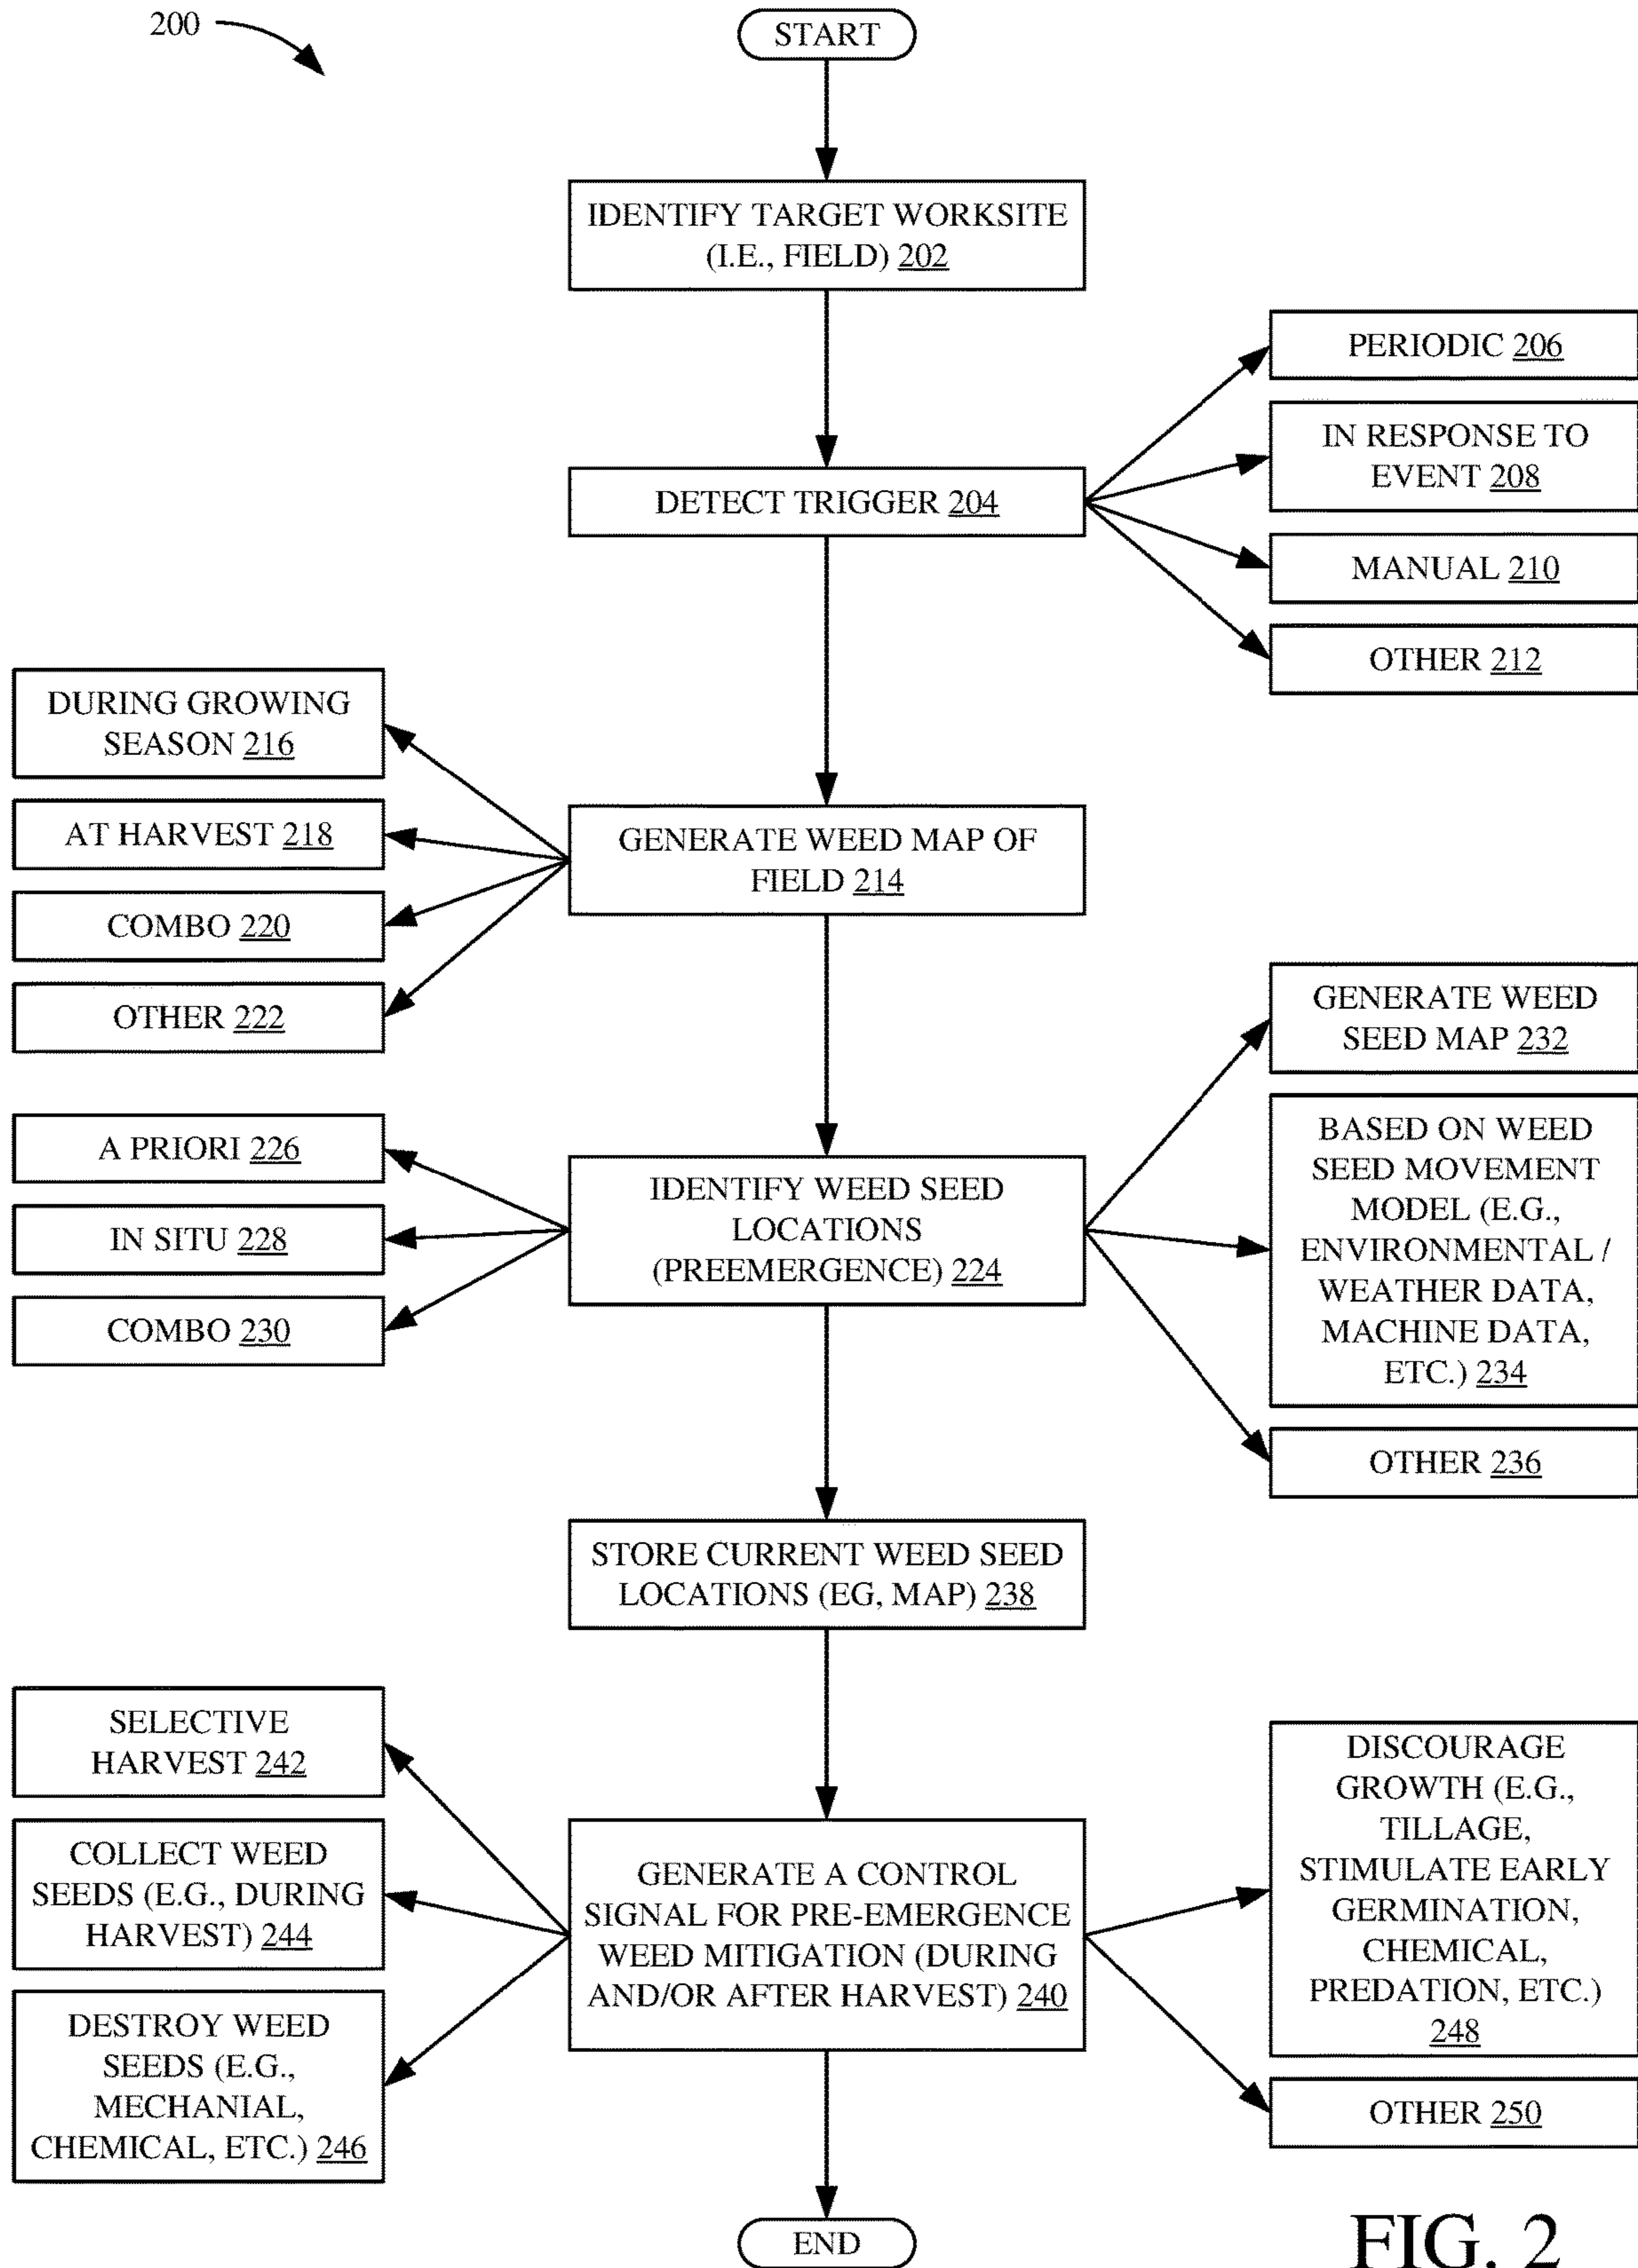 200
START
IDENTIFY TARGET WORKSITE
(I.E., FIELD) 202
PERIODIC 206
IN RESPONSE TO
EVENT 208
DETECT TRIGGER 204
MANUAL 210
OTHER 212
DURING GROWING
SEASON 216
AT HARVEST 218
COMBO 220
OTHER 222
GENERATE WEED MAP OF
FIELD 214
GENERATE WEED
SEED MAP 232
A PRIORI 226
IN SITU 228
COMBO 230
IDENTIFY WEED SEED
LOCATIONS
(PREEMERGENCE) 224
BASED ON WEED
SEED MOVEMENT
MODEL (E.G.,
ENVIRONMENTAL /
WEATHER DATA,
MACHINE DATA,
ETC.) 234
OTHER 236
STORE CURRENT WEED SEED
LOCATIONS (EG, MAP) 238
SELECTIVE
HARVEST 242
COLLECT WEED
SEEDS (E.G., DURING
HARVEST) 244
DESTROY WEED
SEEDS (E.G.,
MECHANIAL,
CHEMICAL, ETC.) 246
GENERATE A CONTROL
SIGNAL FOR PRE-EMERGENCE
WEED MITIGATION (DURING
AND/OR AFTER HARVEST) 240
DISCOURAGE
GROWTH (E.G.,
TILLAGE,
STIMULATE EARLY
GERMINATION,
CHEMICAL,
PREDATION, ETC.)
248
OTHER 250
END
FIG. 2